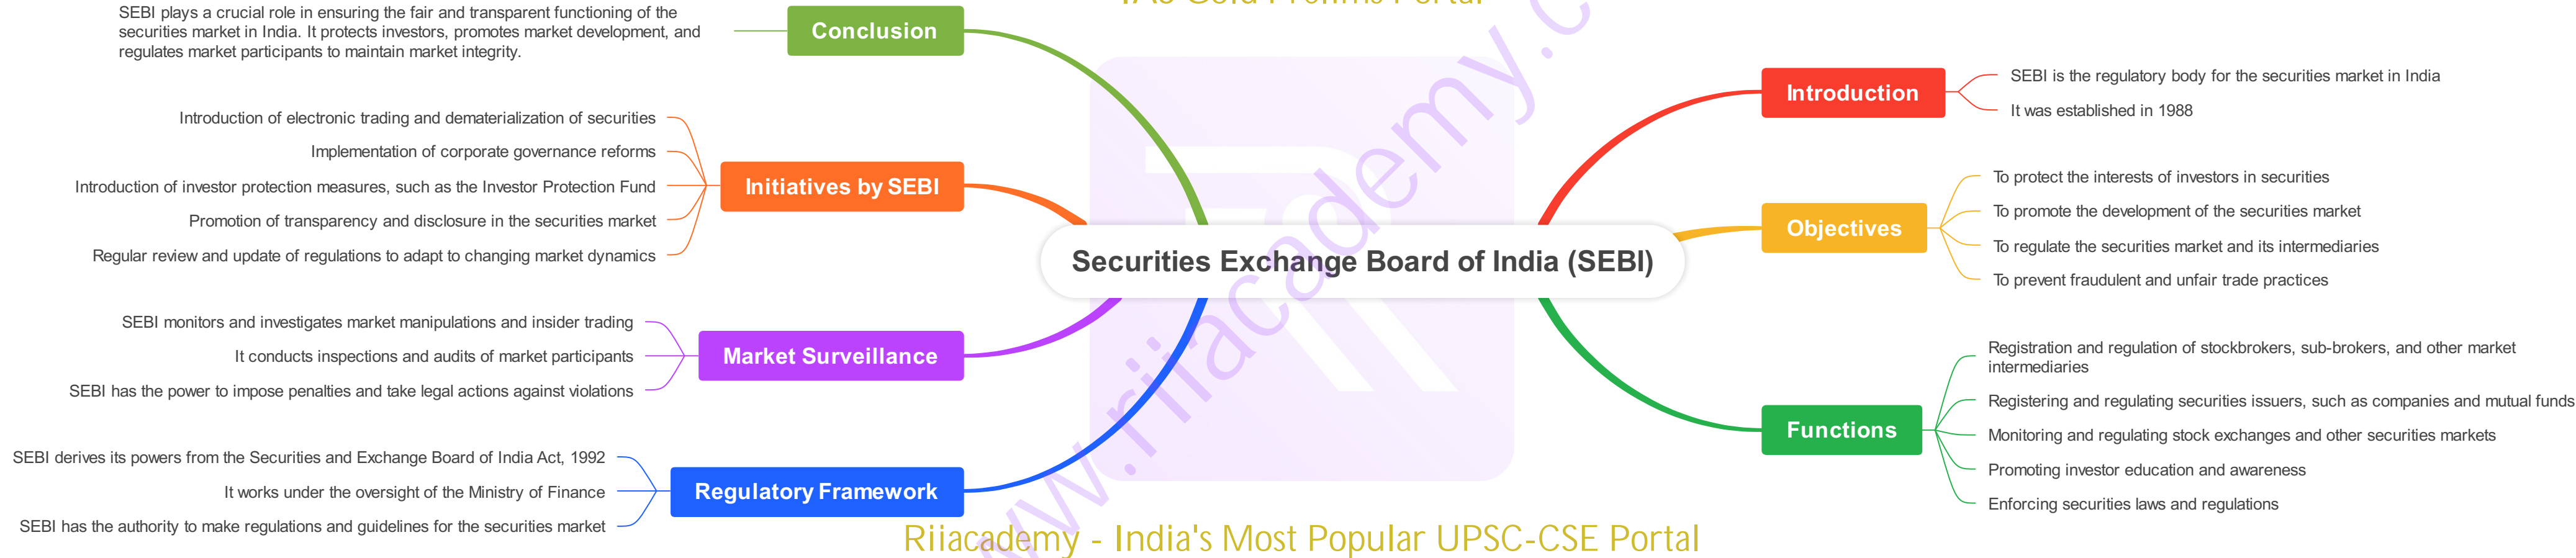 Securities Exchange Board of India (SEBI)
Introduction
SEBI is the regulatory body for the securities market in India
It was established in 1988
Objectives
To protect the interests of investors in securities
To promote the development of the securities market
To regulate the securities market and its intermediaries
To prevent fraudulent and unfair trade practices
Functions
Registration and regulation of stockbrokers, sub-brokers, and other market
intermediaries
Registering and regulating securities issuers, such as companies and mutual funds
Monitoring and regulating stock exchanges and other securities markets
Promoting investor education and awareness
Enforcing securities laws and regulations
Conclusion
SEBI plays a crucial role in ensuring the fair and transparent functioning of the
securities market in India. It protects investors, promotes market development, and
regulates market participants to maintain market integrity.
Initiatives by SEBI
Introduction of electronic trading and dematerialization of securities
Implementation of corporate governance reforms
Introduction of investor protection measures, such as the Investor Protection Fund
Promotion of transparency and disclosure in the securities market
Regular review and update of regulations to adapt to changing market dynamics
Market Surveillance
SEBI monitors and investigates market manipulations and insider trading
It conducts inspections and audits of market participants
SEBI has the power to impose penalties and take legal actions against violations
Regulatory Framework
SEBI derives its powers from the Securities and Exchange Board of India Act, 1992
It works under the oversight of the Ministry of Finance
SEBI has the authority to make regulations and guidelines for the securities market
Riiacademy - India's Most Popular UPSC-CSE Portal